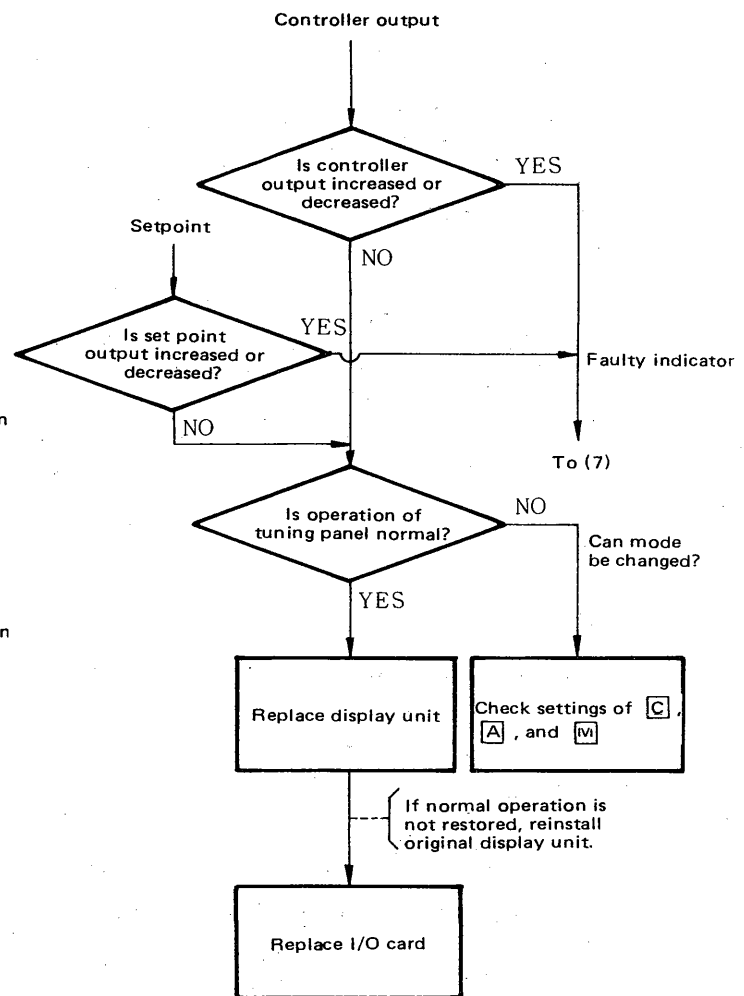 Controller output
Is controller
output increased or
decreased?
YES
NO
Setpoint
Is set point
output increased or
decreased?
YES
NO
Faulty indicator
To (7)
n
Is operation of
tuning panel normal?
NO
Can mode
be changed?
YES
n
Replace display unit
Check settings of C ,
A , and M
If normal operation is
not restored, reinstall
original display unit.
Replace I/O card